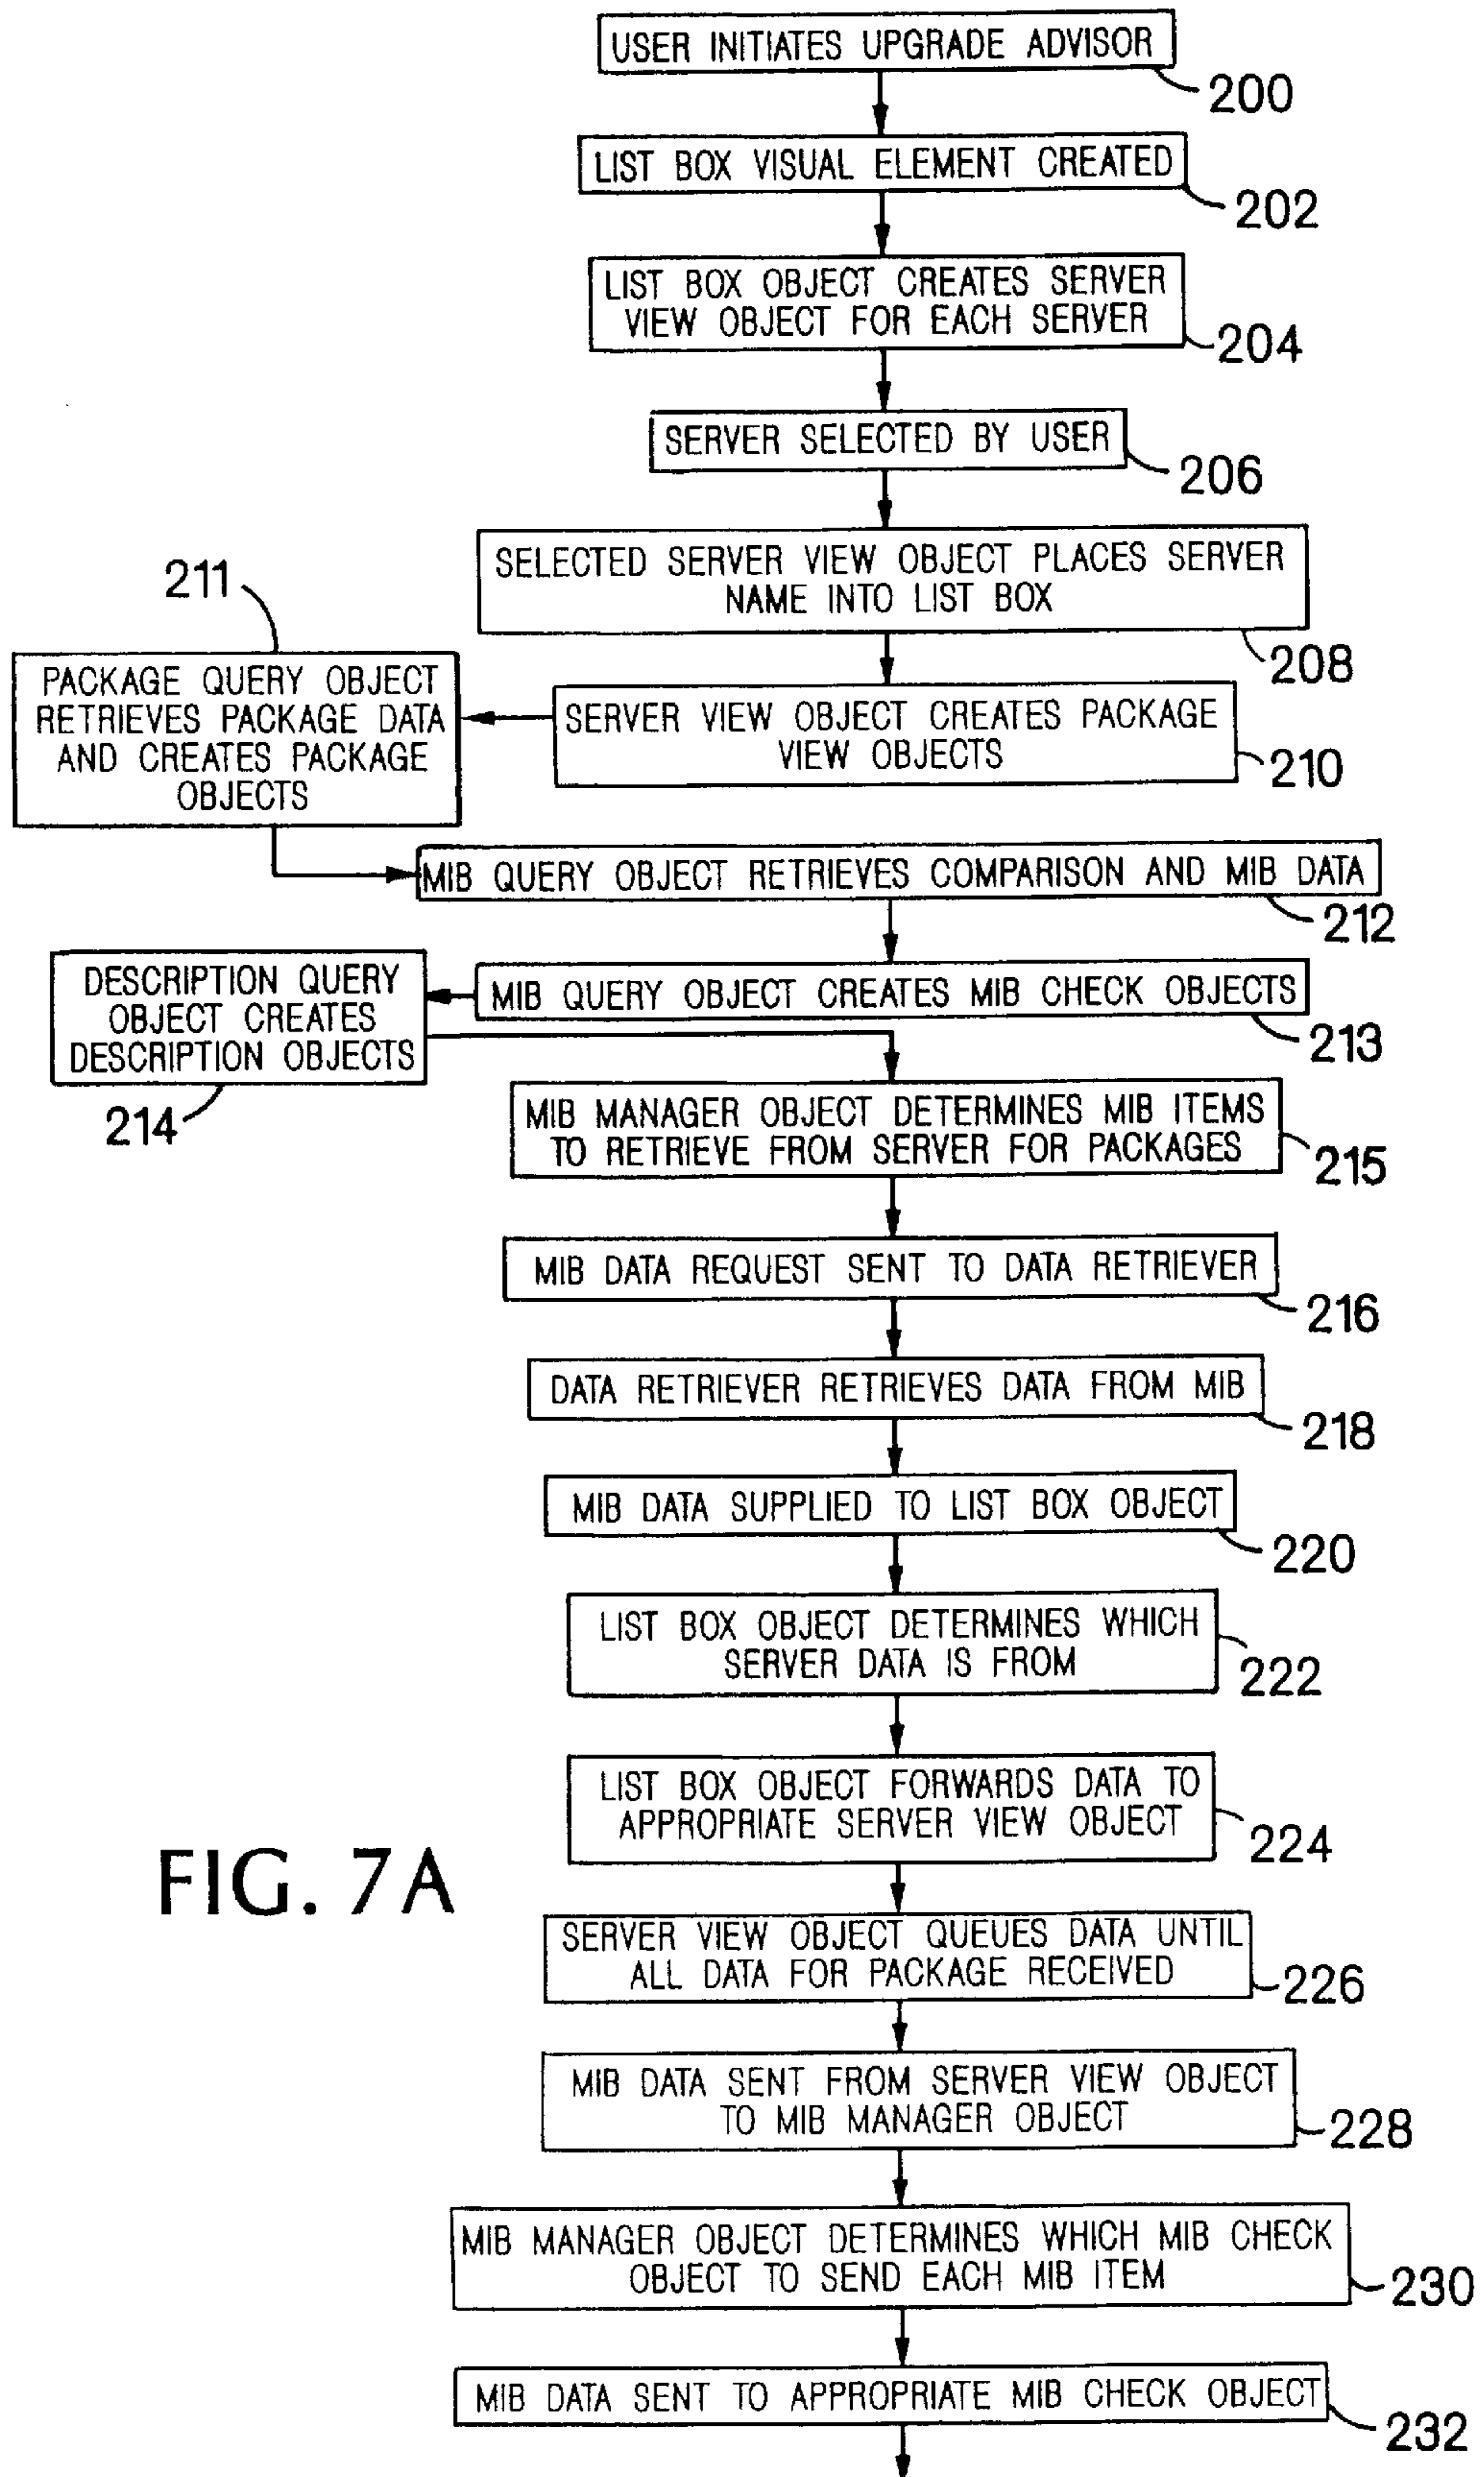 USER INITIATES UPGRADE ADVISOR
200
LIST BOX VISUAL ELEMENT CREATED
202
LIST BOX OBJECT CREATES SERVER
VIEW OBJECT FOR EACH SERVER
204
SERVER SELECTED BY USER
206
SELECTED SERVER VIEW OBJECT PLACES SERVER
NAME INTO LIST BOX
208
SERVER VIEW OBJECT CREATES PACKAGE
VIEW OBJECTS
210
211
PACKAGE QUERY OBJECT
RETRIEVES PACKAGE DATA
AND CREATES PACKAGE
OBJECTS
MIB QUERY OBJECT RETRIEVES COMPARISON AND MIB DATA
212
MIB QUERY OBJECT CREATES MIB CHECK OBJECTS
213
DESCRIPTION QUERY
OBJECT CREATES
DESCRIPTION OBJECTS
214
MIB MANAGER OBJECT DETERMINES MIB ITEMS
TO RETRIEVE FROM SERVER FOR PACKAGES
215
MIB DATA REQUEST SENT TO DATA RETRIEVER
216
DATA RETRIEVER RETRIEVES DATA FROM MIB
218
MIB DATA SUPPLIED TO LIST BOX OBJECT
220
LIST BOX OBJECT DETERMINES WHICH
SERVER DATA IS FROM
222
LIST BOX OBJECT FORWARDS DATA TO
APPROPRIATE SERVER VIEW OBJECT
224
FIG. 7A
SERVER VIEW OBJECT QUEUES DATA UNTIL
ALL DATA FOR PACKAGE RECEIVED
226
MIB DATA SENT FROM SERVER VIEW OBJECT
TO MIB MANAGER OBJECT
228
MIB MANAGER OBJECT DETERMINES WHICH MIB CHECK
OBJECT TO SEND EACH MIB ITEM
230
MIB DATA SENT TO APPROPRIATE MIB CHECK OBJECT
232